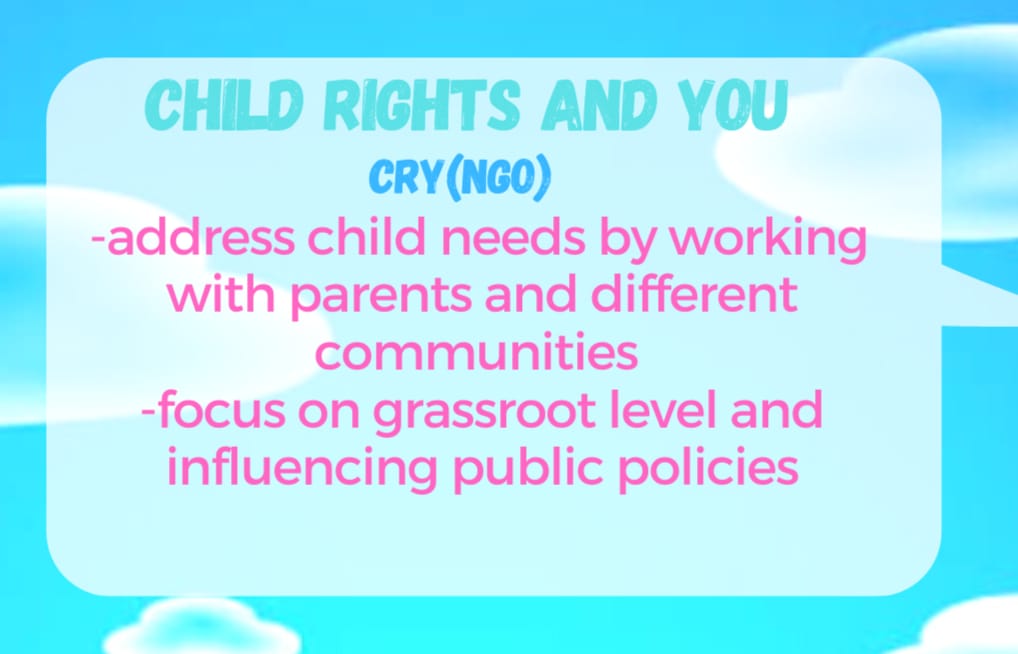 CHILD RIGHTS AND YOU
CRY(NGO)
-address child needs by working
with parents and different
communities
-focus on grassroot level and
influencing public policies